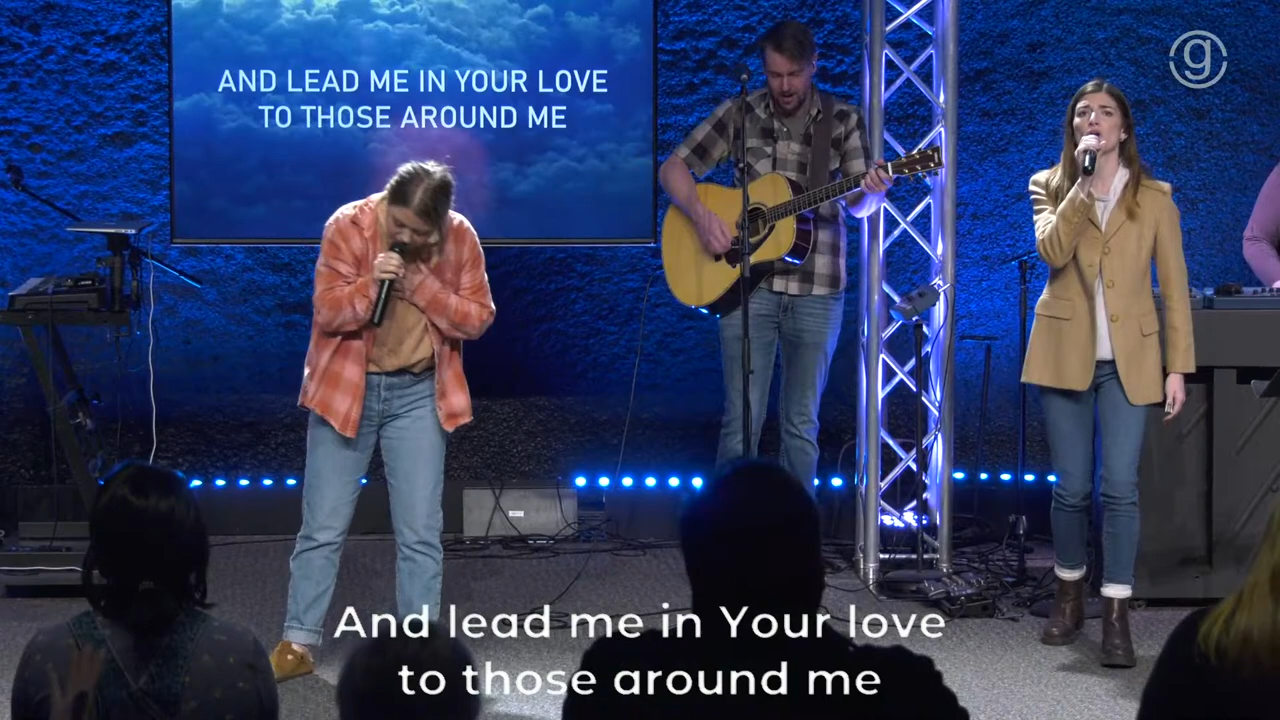 AND LEAD ME IN YOUR LOVE
TO THOSE AROUND ME
g
And lead me in Your love
to those around me